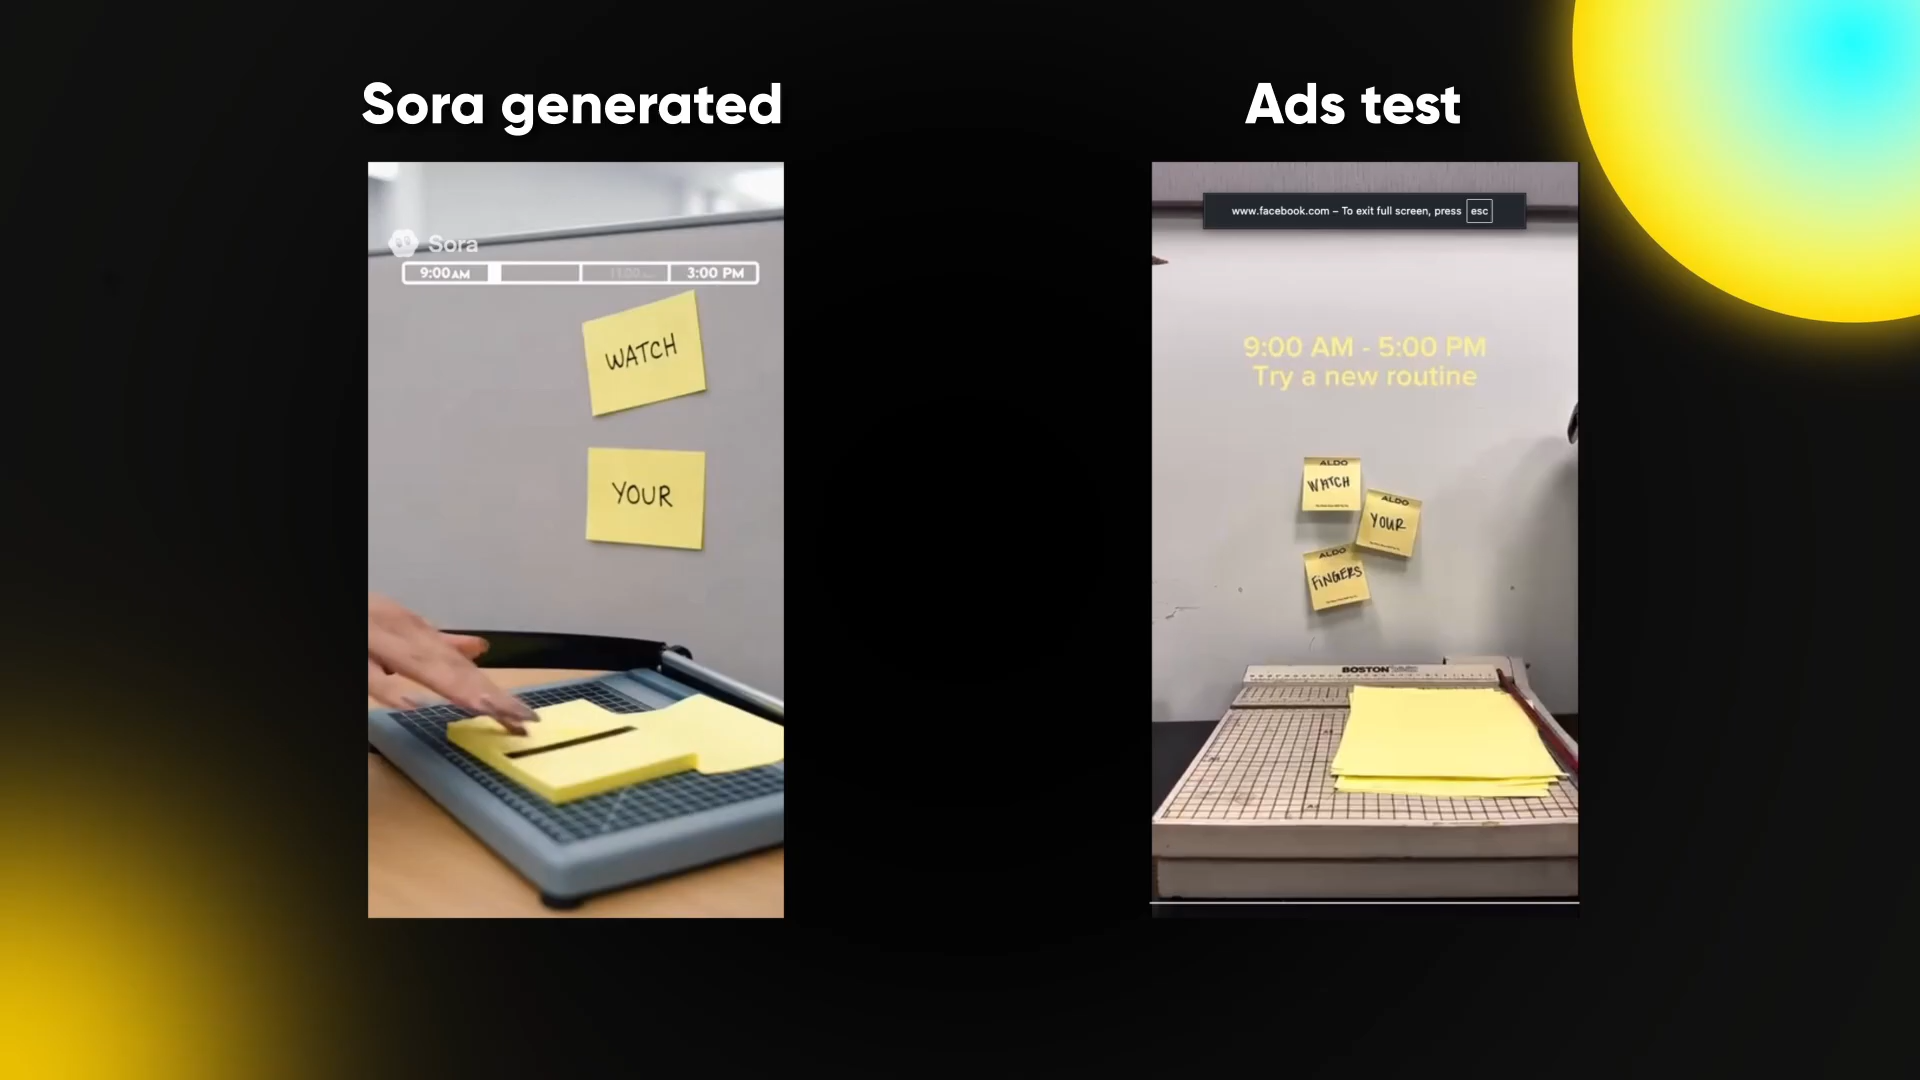 Sora generated
Sora
9:00 AM
3:00 PM
WATCH
YOUR
Ads test
www.facebook.com – To exit full screen, press esc
9:00 AM - 5:00 PM
Try a new routine
ALDO
WATCH
ALDO
YOUR
ALDO
FINGERS
BOSTON